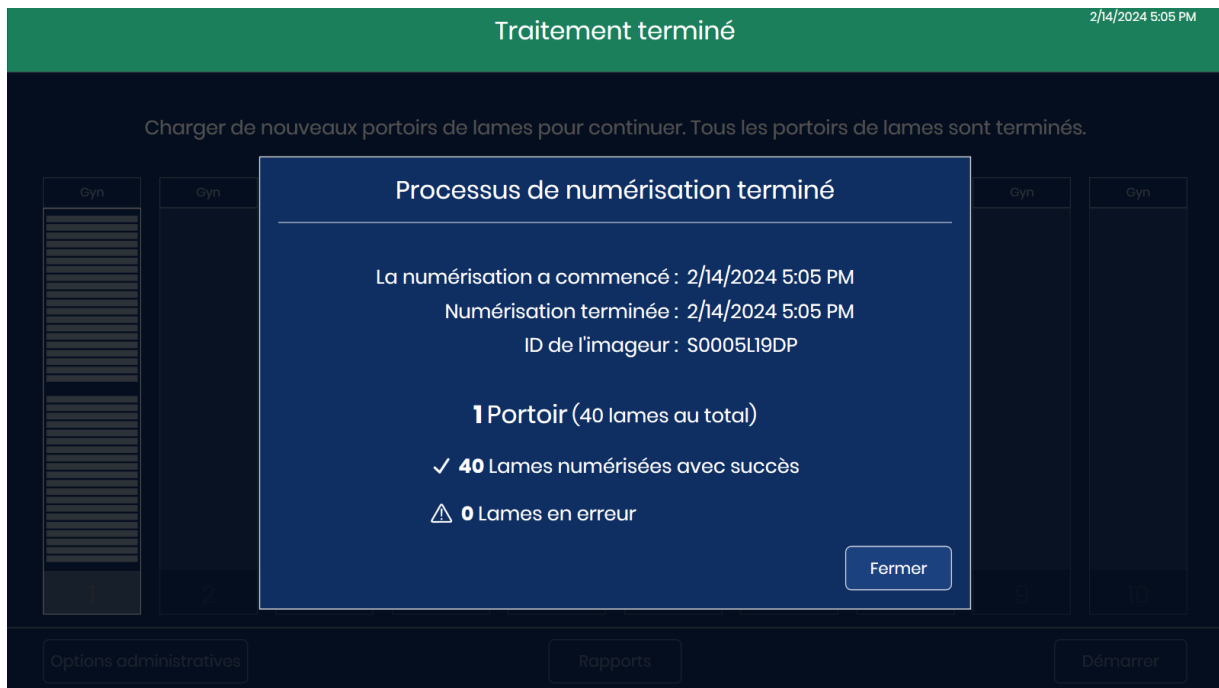 Traitement terminé
2/14/2024 5:05 PM
Charger de nouveaux portoirs de lames pour continuer. Tous les portoirs de lames sont terminés.
Gyn
Gyn
Gyn
Gyn
Processus de numérisation terminé
La numérisation a commencé : 2/14/2024 5:05 PM
Numérisation terminée : 2/14/2024 5:05 PM
ID de l'imageur : S0005L19DP
1 Portoir (40 lames au total)
40 Lames numérisées avec succès
0 Lames en erreur
Fermer
1
2
9
10
Options administratives
Rapports
Démarrer